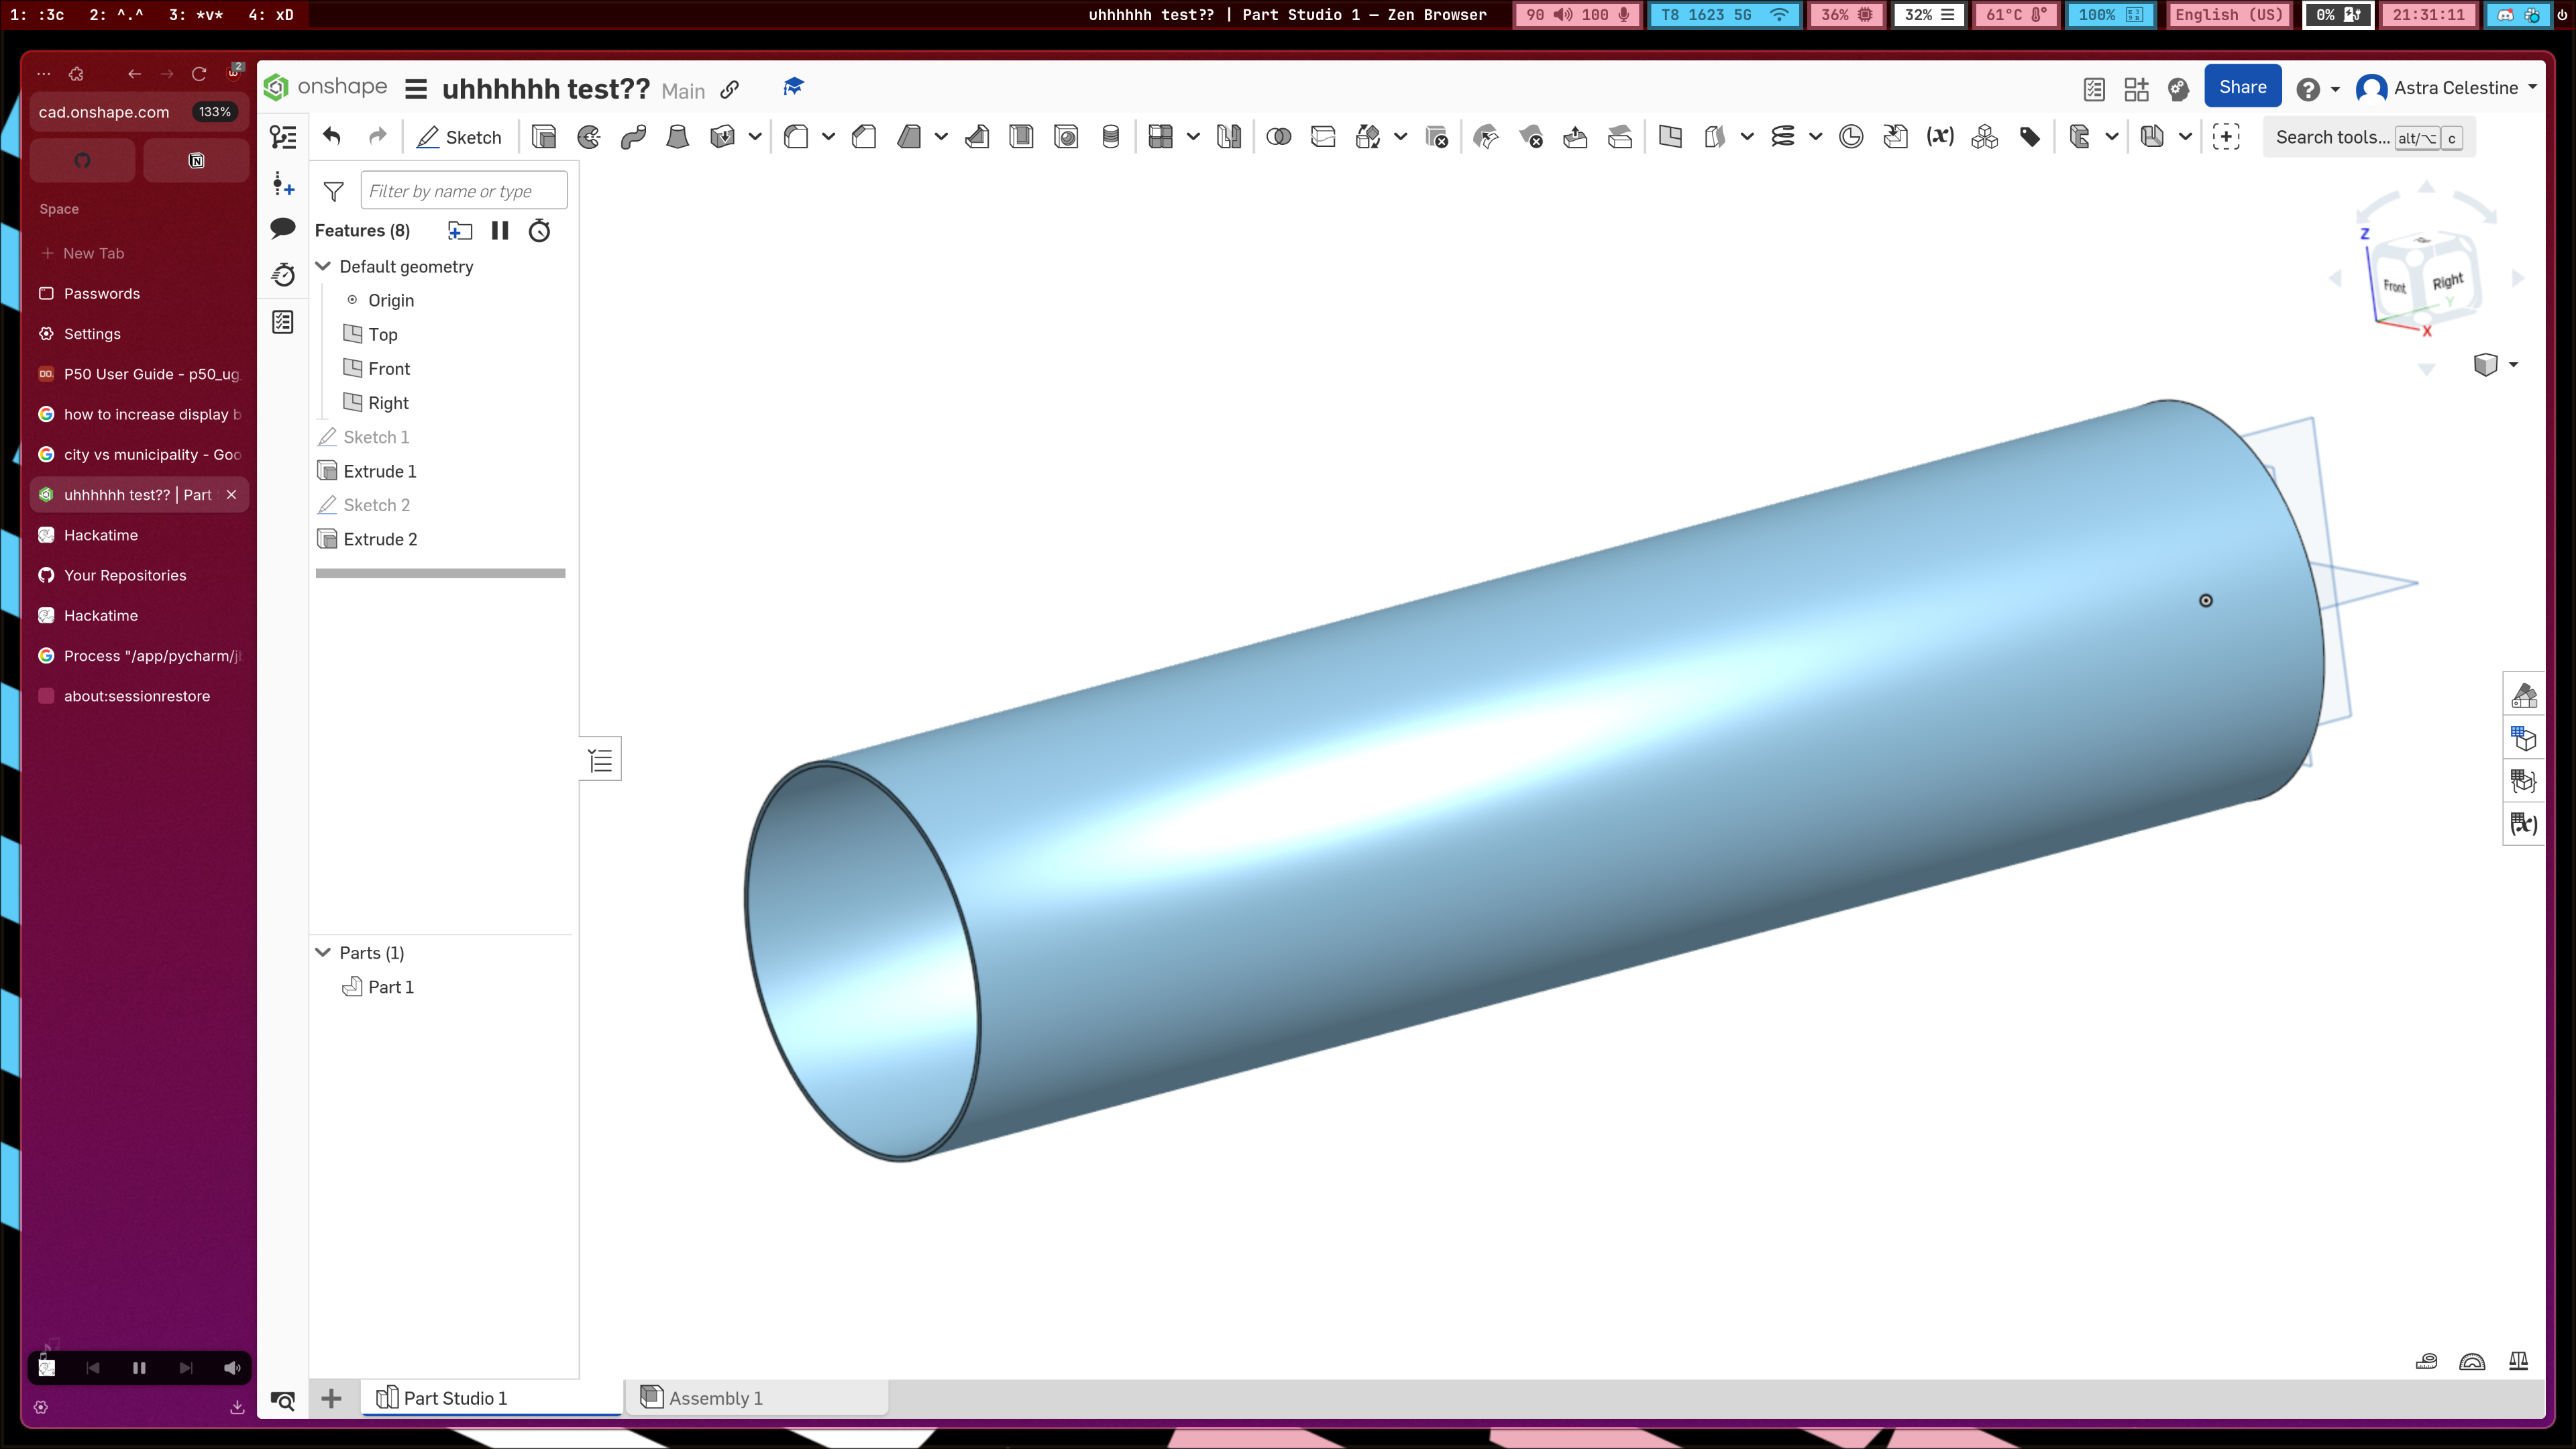 1: :3c 2: ^.^ 3: *v* 4: xD
uhhhhhh test?? | Part Studio 1 — Zen Browser
90 100 T8 1623 5G 36% 32% 61°C 100% English (US) 0% 21:31:11
2
cad.onshape.com 133%
Space
New Tab
Passwords
Settings
P50 User Guide - p50_ug
how to increase display b
city vs municipality - Goo
uhhhhhh test?? | Part
Hackatime
Your Repositories
Hackatime
Process "/app/pycharm/j
about:sessionrestore
onshape uhhhhhh test?? Main
Share
Astra Celestine
Sketch
Search tools... alt/⌥ c
Filter by name or type
Features (8)
Default geometry
Origin
Top
Front
Right
Sketch 1
Extrude 1
Sketch 2
Extrude 2
Parts (1)
Part 1
Z
Front
Right
Y
X
Part Studio 1
Assembly 1